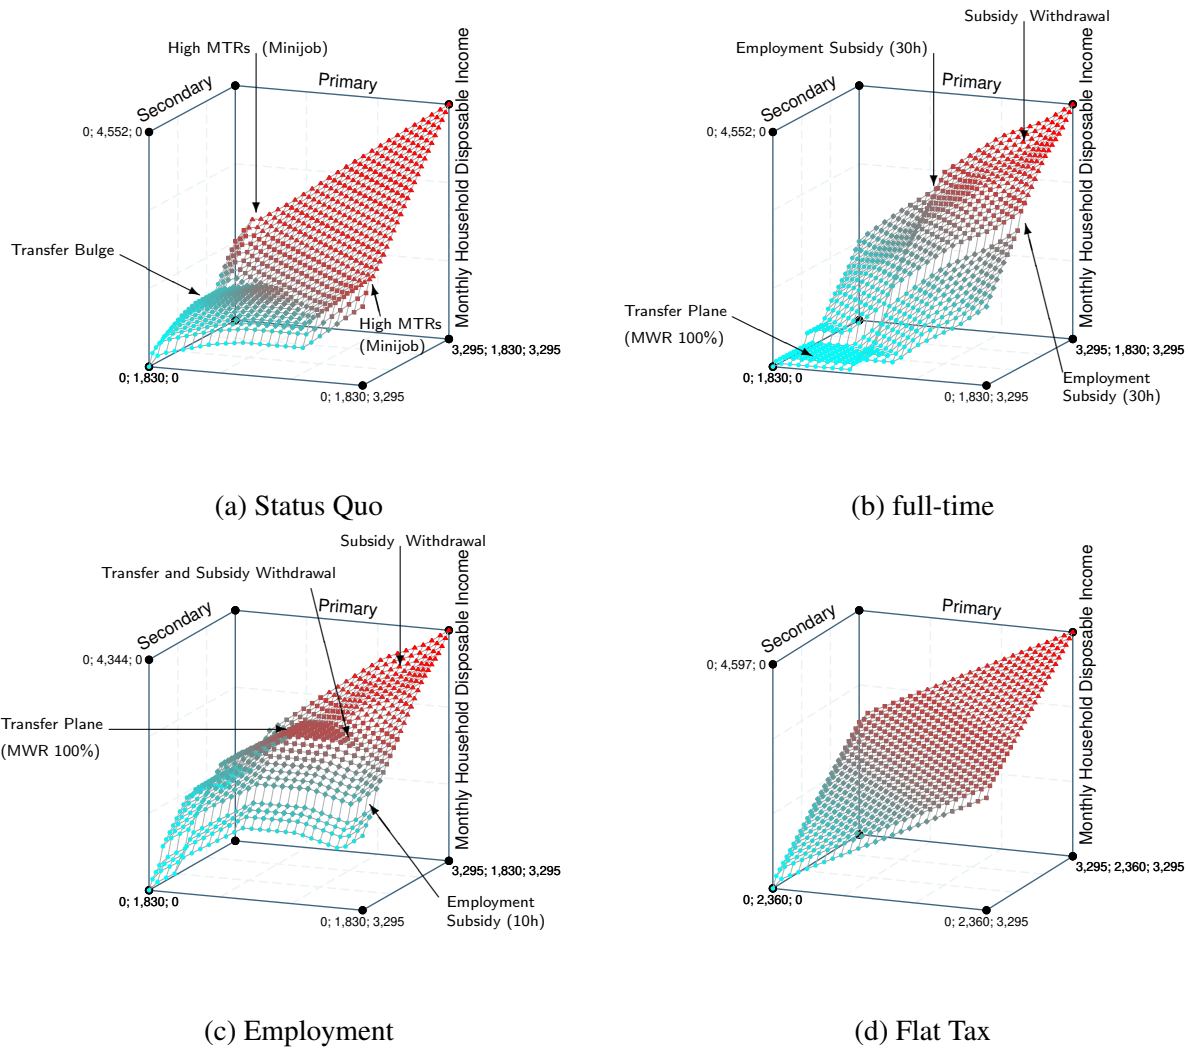 High MTRs (Minijob)
Secondary
Primary
Monthly Household Disposable Income
0; 4,552; 0
Transfer Bulge
High MTRs
(Minijob)
3,295; 1,830; 3,295
0; 1,830; 0
0; 1,830; 3,295
(a) Status Quo
Subsidy Withdrawal
Employment Subsidy (30h)
Secondary
Primary
Monthly Household Disposable Income
0; 4,552; 0
Transfer Plane
(MWR 100%)
3,295; 1,830; 3,295
0; 1,830; 0
Employment
Subsidy (30h)
0; 1,830; 3,295
(b) full-time
Subsidy Withdrawal
Transfer and Subsidy Withdrawal
Secondary
Primary
Monthly Household Disposable Income
0; 4,344; 0
Transfer Plane
(MWR 100%)
3,295; 1,830; 3,295
0; 1,830; 0
Employment
Subsidy (10h)
0; 1,830; 3,295
(c) Employment
Secondary
Primary
Monthly Household Disposable Income
0; 4,597; 0
3,295; 2,360; 3,295
0; 2,360; 0
0; 2,360; 3,295
(d) Flat Tax